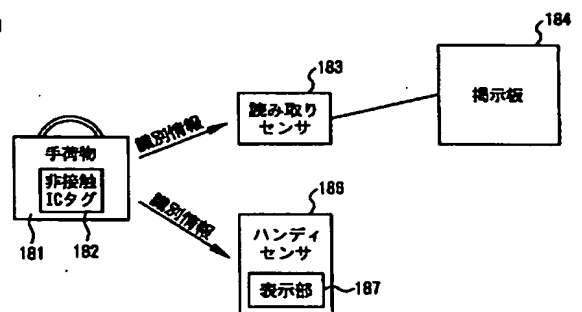 184
183
読み取り
センサ
掲示板
手荷物
非接触
ICタグ
識別情報
識別情報
181
182
186
ハンディ
センサ
表示部
187